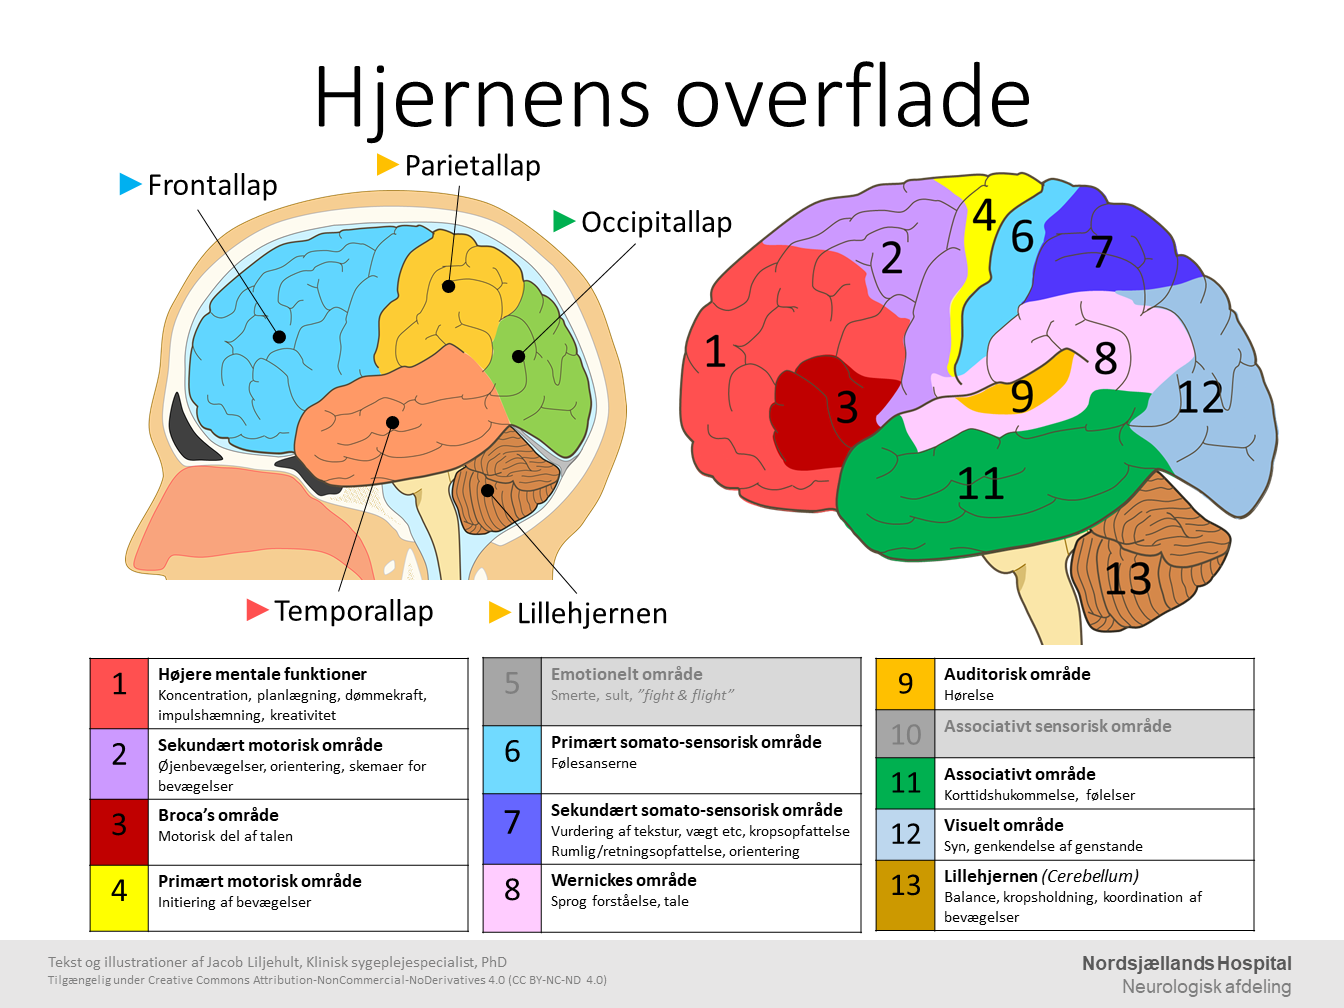 Hjernens overflade
Parietallap
Frontallap
Occipitallap
Temporallap
Lillehjernen
1
2
3
4
6
7
8
9
11
12
13
1
Højere mentale funktioner
Koncentration, planlægning, dømmekraft,
impulshæmning, kreativitet
2
Sekundært motorisk område
Øjenbevægelser, orientering, skemaer for
bevægelser
3
Broca's område
Motorisk del af talen
4
Primært motorisk område
Initiering af bevægelser
5
Emotionelt område
Smerte, sult, ”fight & flight”
6
Primært somato-sensorisk område
Følesanserne
7
Sekundært somato-sensorisk område
Vurdering af tekstur, vægt etc, kropsopfattelse
Rumlig/retningsopfattelse, orientering
8
Wernickes område
Sprog forståelse, tale
9
Auditorisk område
Hørelse
10
Associativt sensorisk område
11
Associativt område
Korttidshukommelse, følelser
12
Visuelt område
Syn, genkendelse af genstande
13
Lillehjernen (Cerebellum)
Balance, kropsholdning, koordination af
bevægelser
Tekst og illustrationer af Jacob Liljehult, Klinisk sygeplejespecialist, PhD
Tilgængelig under Creative Commons Attribution-NonCommercial-NoDerivatives 4.0 (CC BY-NC-ND 4.0)
Nordsjællands Hospital
Neurologisk afdeling